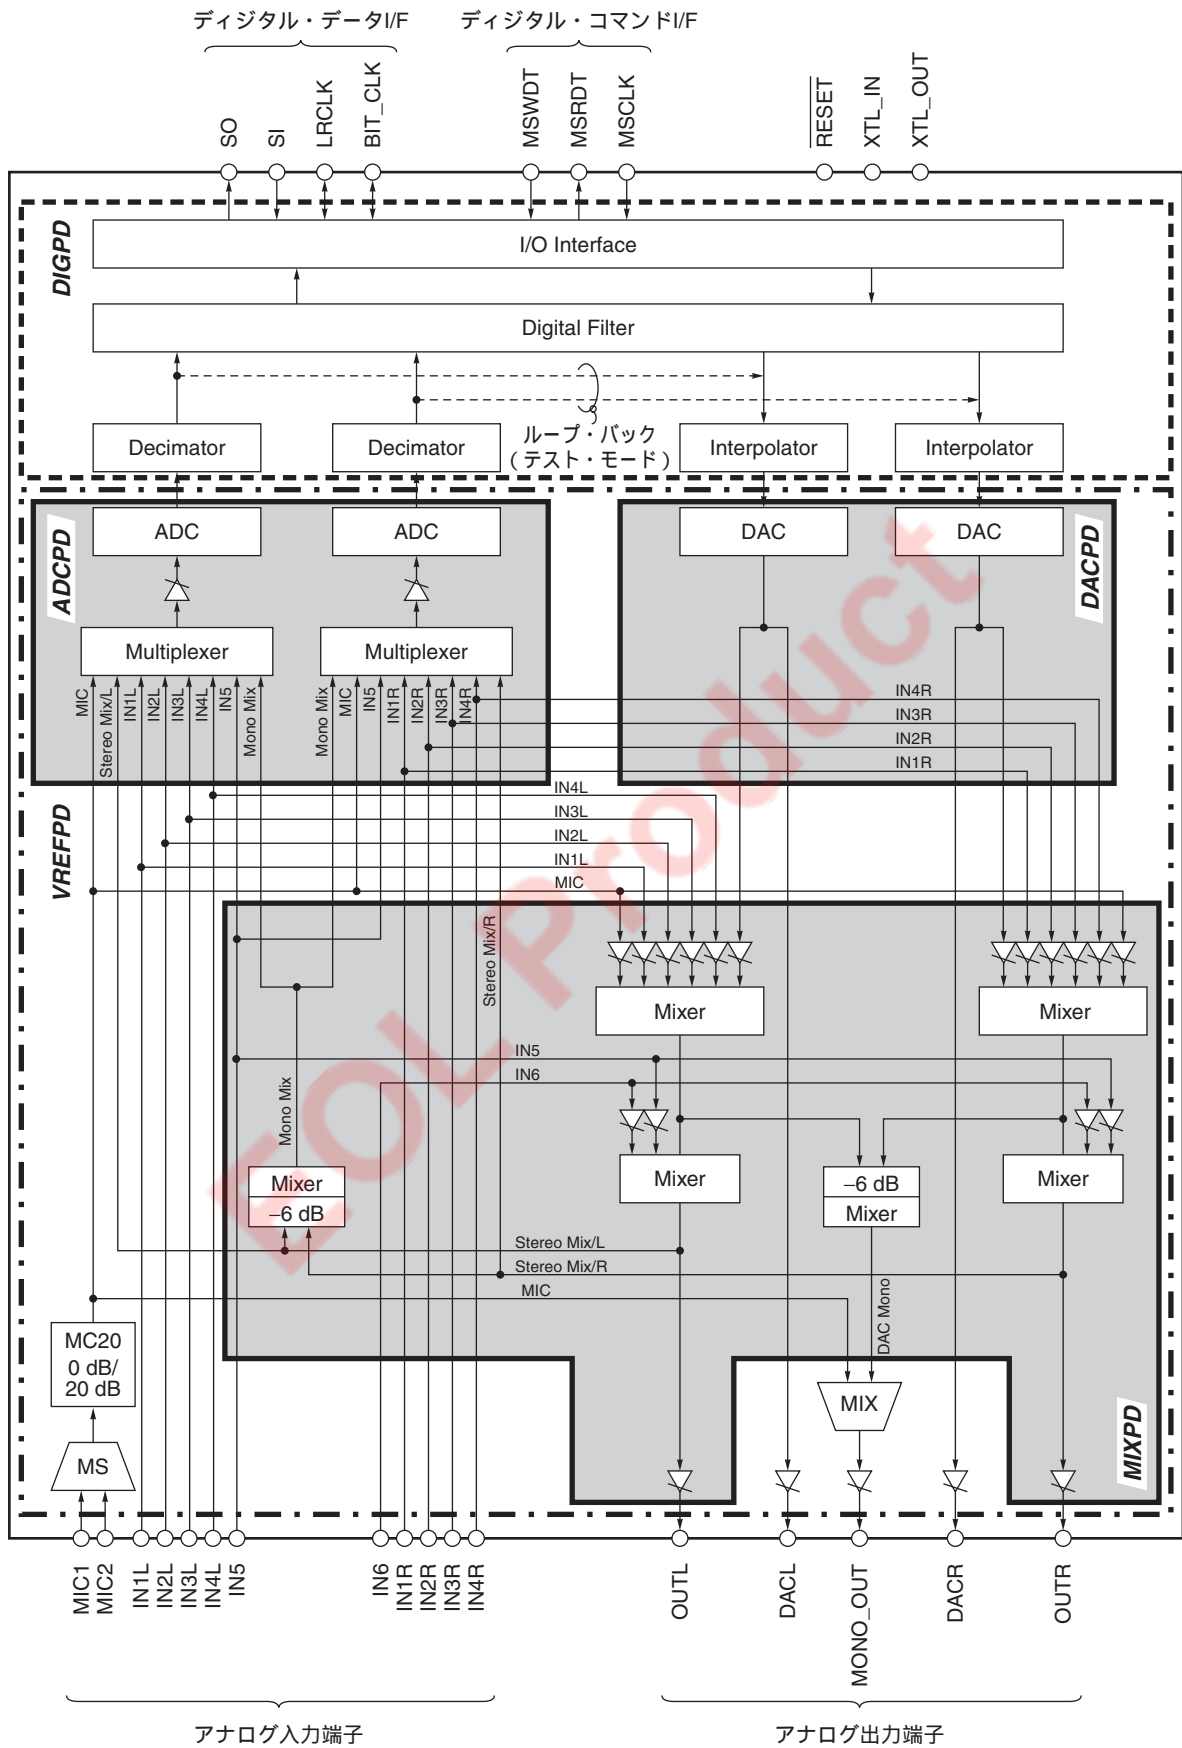 ディジタル・データI/F
ディジタル・コマンドI/F
SO
SI
LRCLK
BIT_CLK
MSWDT
MSRDT
MSCLK
RESET
XTL_IN
XTL_OUT
DIGPD
I/O Interface
Digital Filter
ループ・バック
(テスト・モード)
Decimator
Decimator
Interpolator
Interpolator
ADCPD
ADC
ADC
DAC
DAC
DACPD
Multiplexer
Multiplexer
MIC
Stereo Mix/L
IN1L
IN2L
IN3L
IN4L
IN5
Mono Mix
Mono Mix
MIC
IN5
IN1R
IN2R
IN3R
IN4R
IN4R
IN3R
IN2R
IN1R
VREFPD
IN4L
IN3L
IN2L
IN1L
MIC
Stereo Mix/R
Mixer
Mixer
IN5
IN6
Mono Mix
Mixer
–6 dB
Mixer
–6 dB
Mixer
Mixer
Stereo Mix/L
Stereo Mix/R
MIC
DAC Mono
MC20
0 dB/
20 dB
MS
MIX
MIXPD
MIC1
MIC2
IN1L
IN2L
IN3L
IN4L
IN5
IN6
IN1R
IN2R
IN3R
IN4R
OUTL
DACL
MONO_OUT
DACR
OUTR
アナログ入力端子
アナログ出力端子
EOL Product